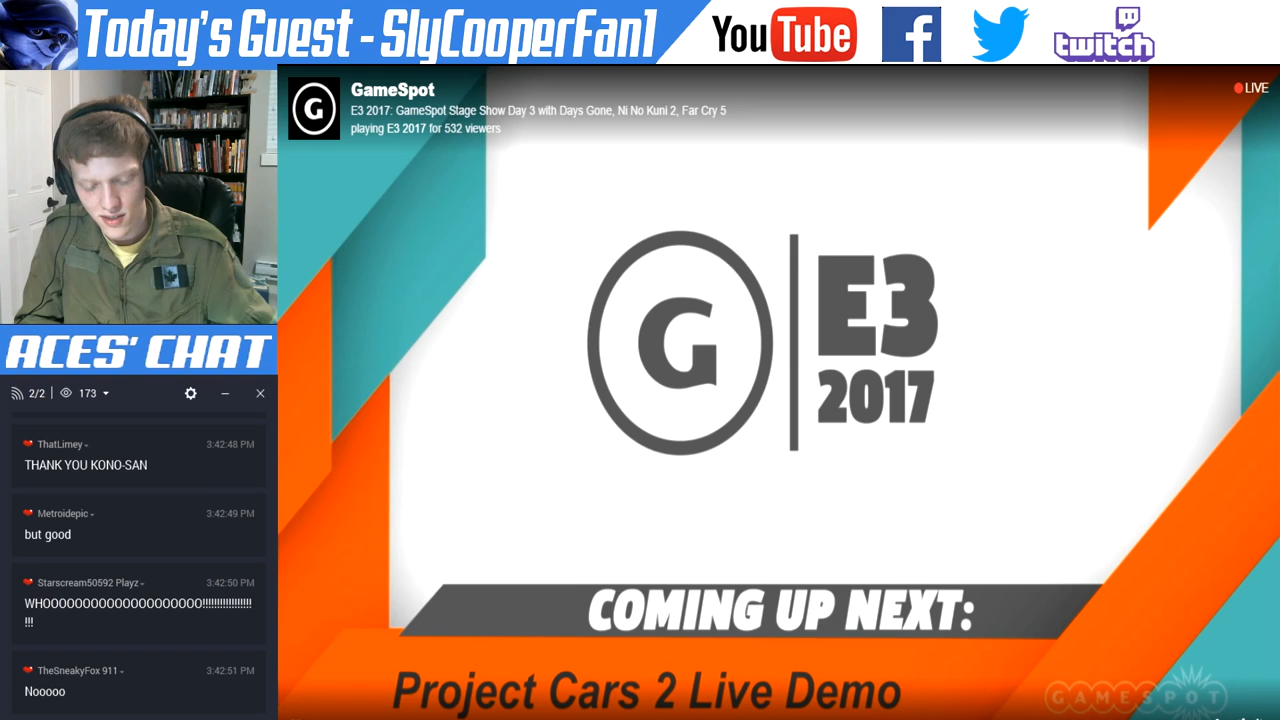 Today's Guest - SlyCooperFan1
YouTube
f
twitch
G
GameSpot
E3 2017: GameSpot Stage Show Day 3 with Days Gone, Ni No Kuni 2, Far Cry 5
playing E3 2017 for 532 viewers
LIVE
G
E3
2017
ACES' CHAT
2/2
173
ThatLimey
3:42:48 PM
THANK YOU KONO-SAN
Metroidepic
3:42:49 PM
but good
Starscream50592 Playz
3:42:50 PM
WHOOOOOOOOOOOOOOOOOOO!!!!!!!!!!!!!!!!!
!!!
TheSneakyFox 911
3:42:51 PM
Nooooo
COMING UP NEXT:
Project Cars 2 Live Demo
GAMESPOT